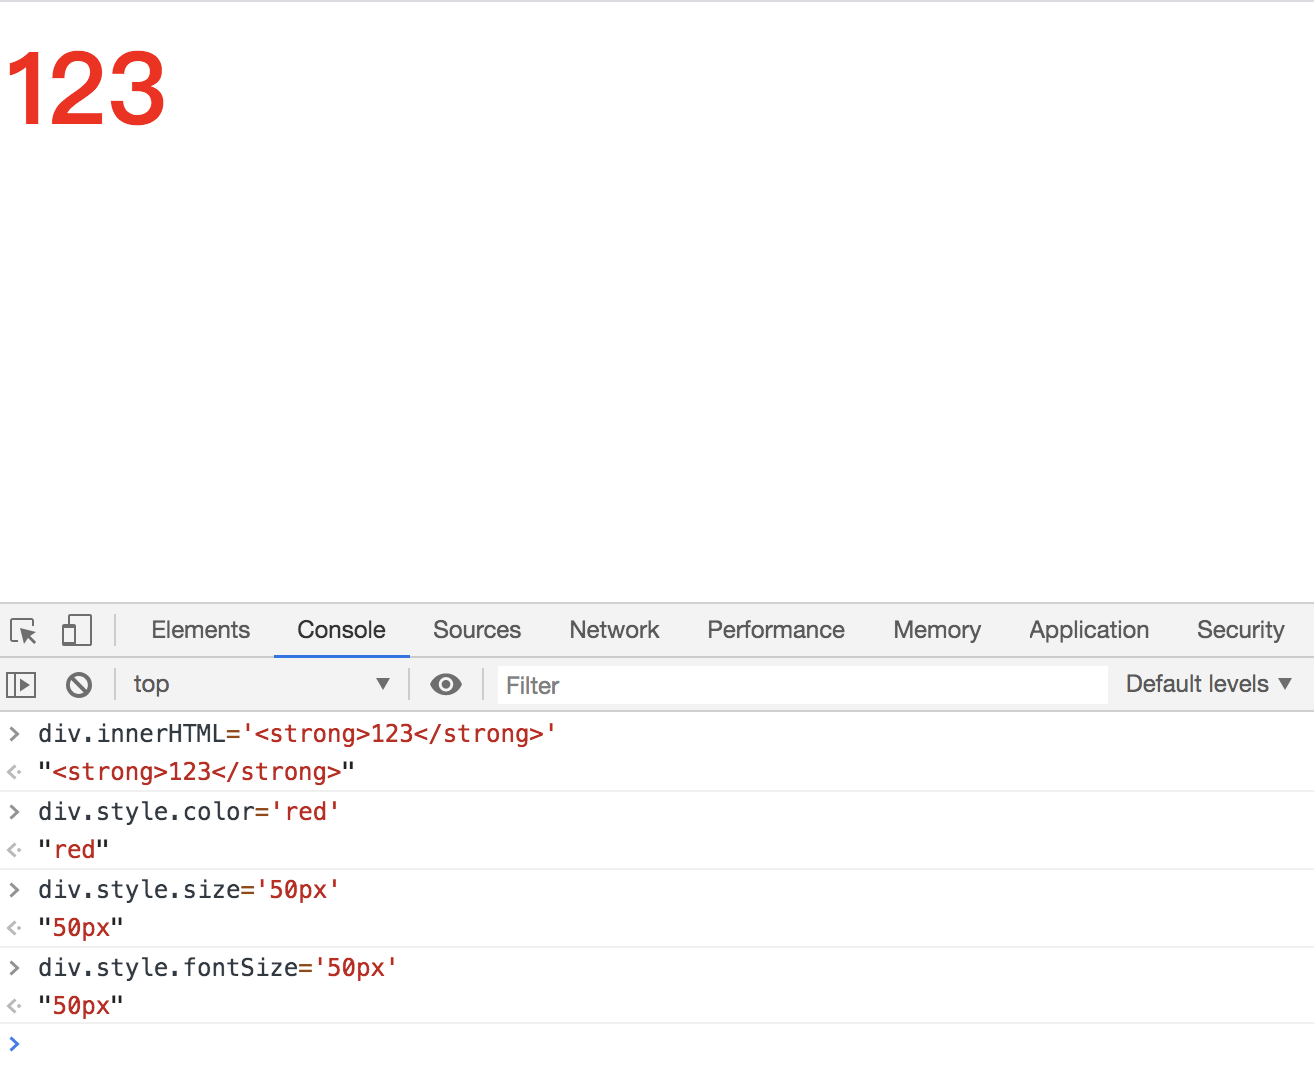 123
Elements Console Sources Network Performance Memory Application Security
top Filter Default levels
div.innerHTML='<strong>123</strong>'
"<strong>123</strong>"
div.style.color='red'
"red"
div.style.size='50px'
"50px"
div.style.fontSize='50px'
"50px"